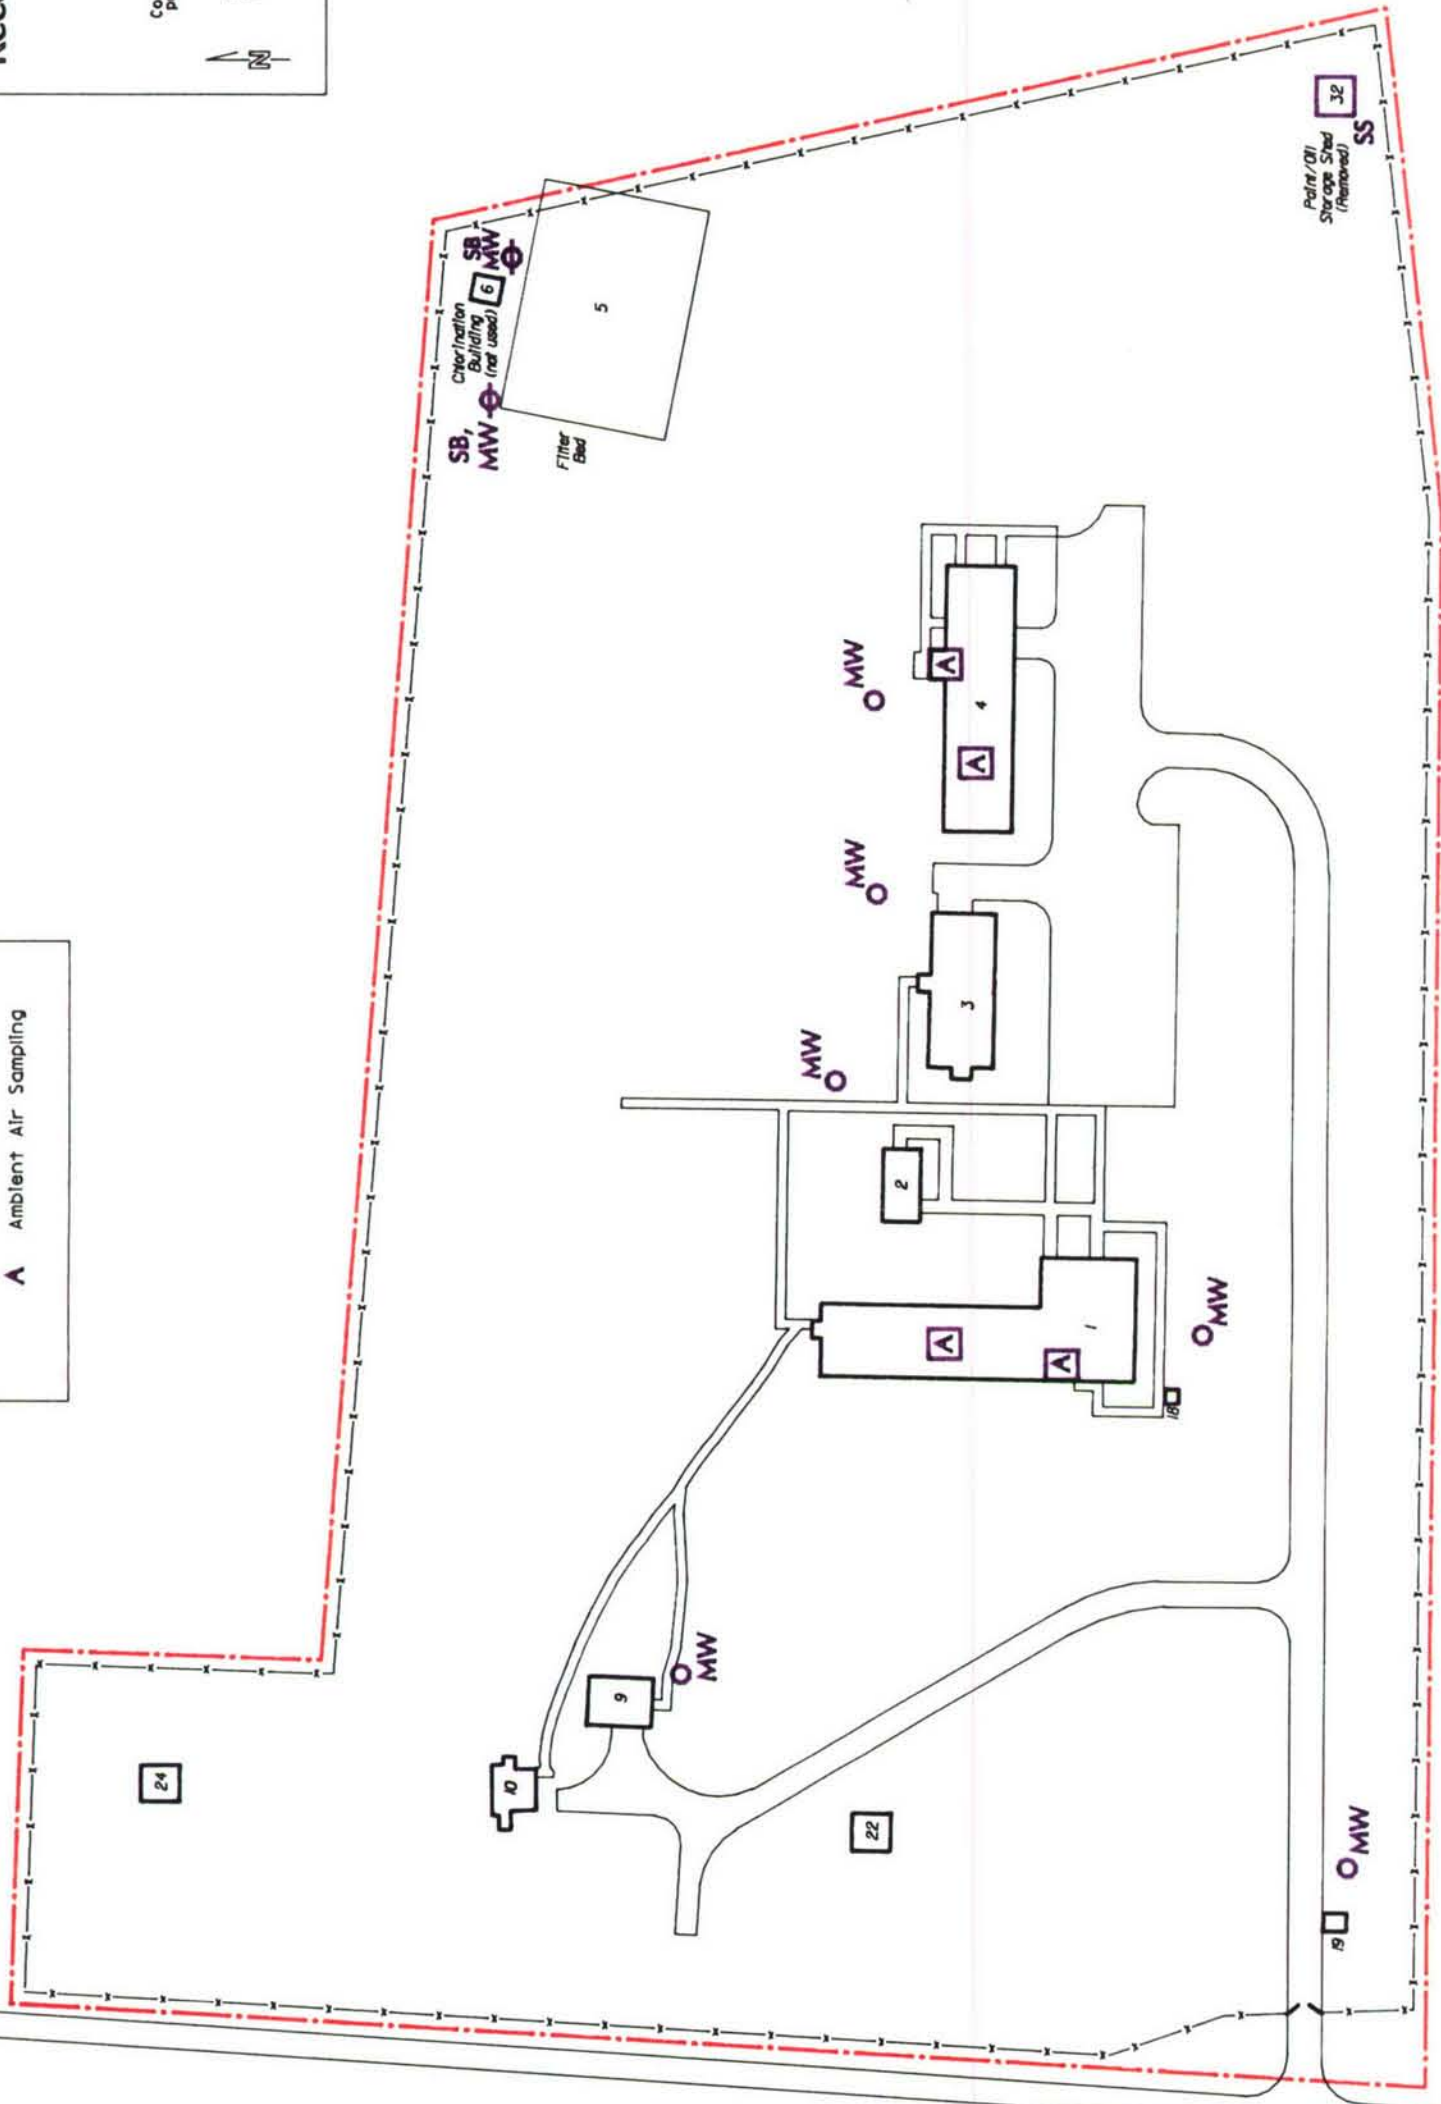 N
A Ambient Air Sampling
32
SS
Paint/Oil
Storage Shed
(Removed)
SB
MW
6
Chlorination
Building
(not used)
SB,
MW
5
Filter
Bed
MW
A
4
A
MW
3
MW
2
A
A
1
MW
18
9
MW
10
24
22
MW
19